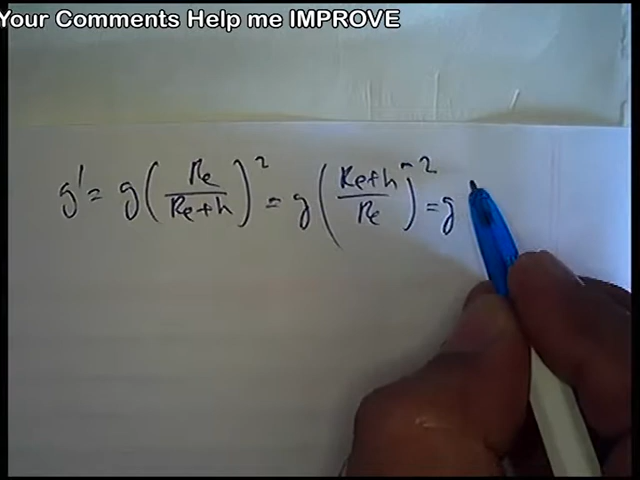 Your Comments Help me IMPROVE
g' = g(Re/(Re+h))² = g((Re+h)/Re)⁻² = g